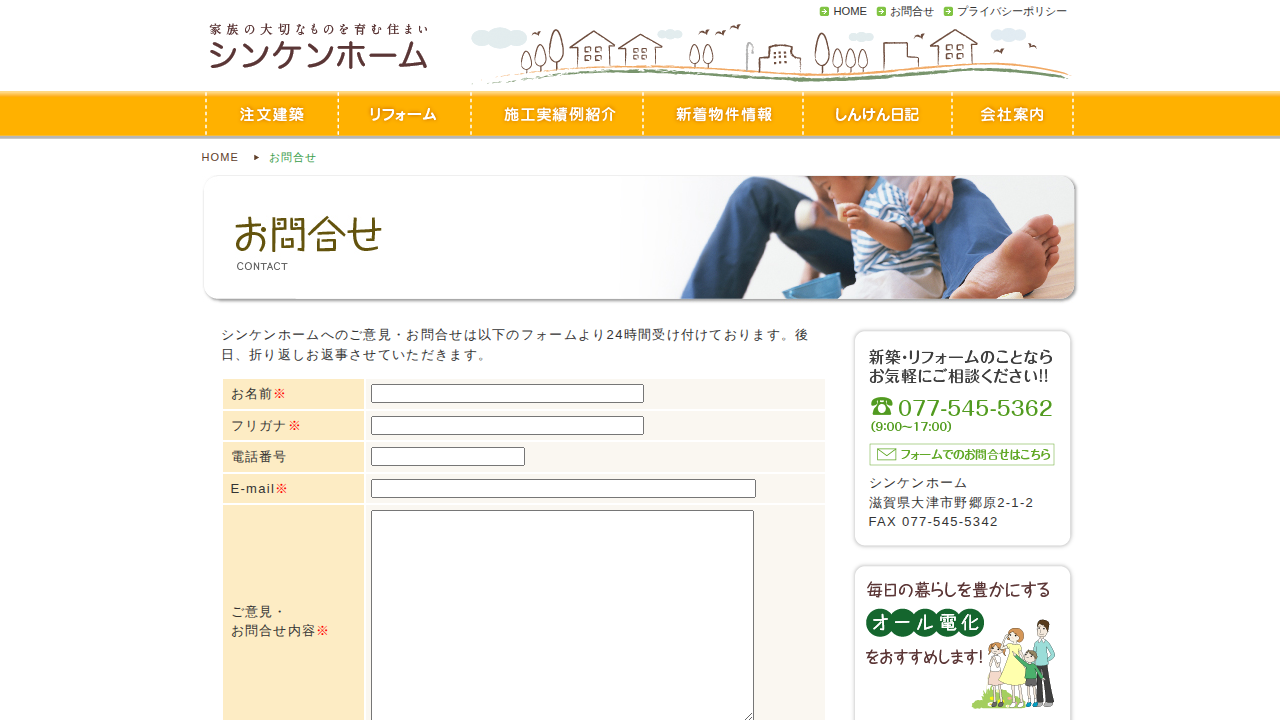 HOME お問合せ プライバシーポリシー
家族の大切なものを育む住まい
シンケンホーム
注文建築 リフォーム 施工実績例紹介 新着物件情報 しんけん日記 会社案内
HOME お問合せ
お問合せ
CONTACT
シンケンホームへのご意見・お問合せは以下のフォームより24時間受け付けております。後
日、折り返しお返事させていただきます。
お名前※
フリガナ※
電話番号
E-mail※
ご意見・
お問合せ内容※
新築・リフォームのことなら
お気軽にご相談ください!!
077-545-5362
(9:00〜17:00)
フォームでのお問合せはこちら
シンケンホーム
滋賀県大津市野郷原2-1-2
FAX 077-545-5342
毎日の暮らしを豊かにする
オール電化
をおすすめします!